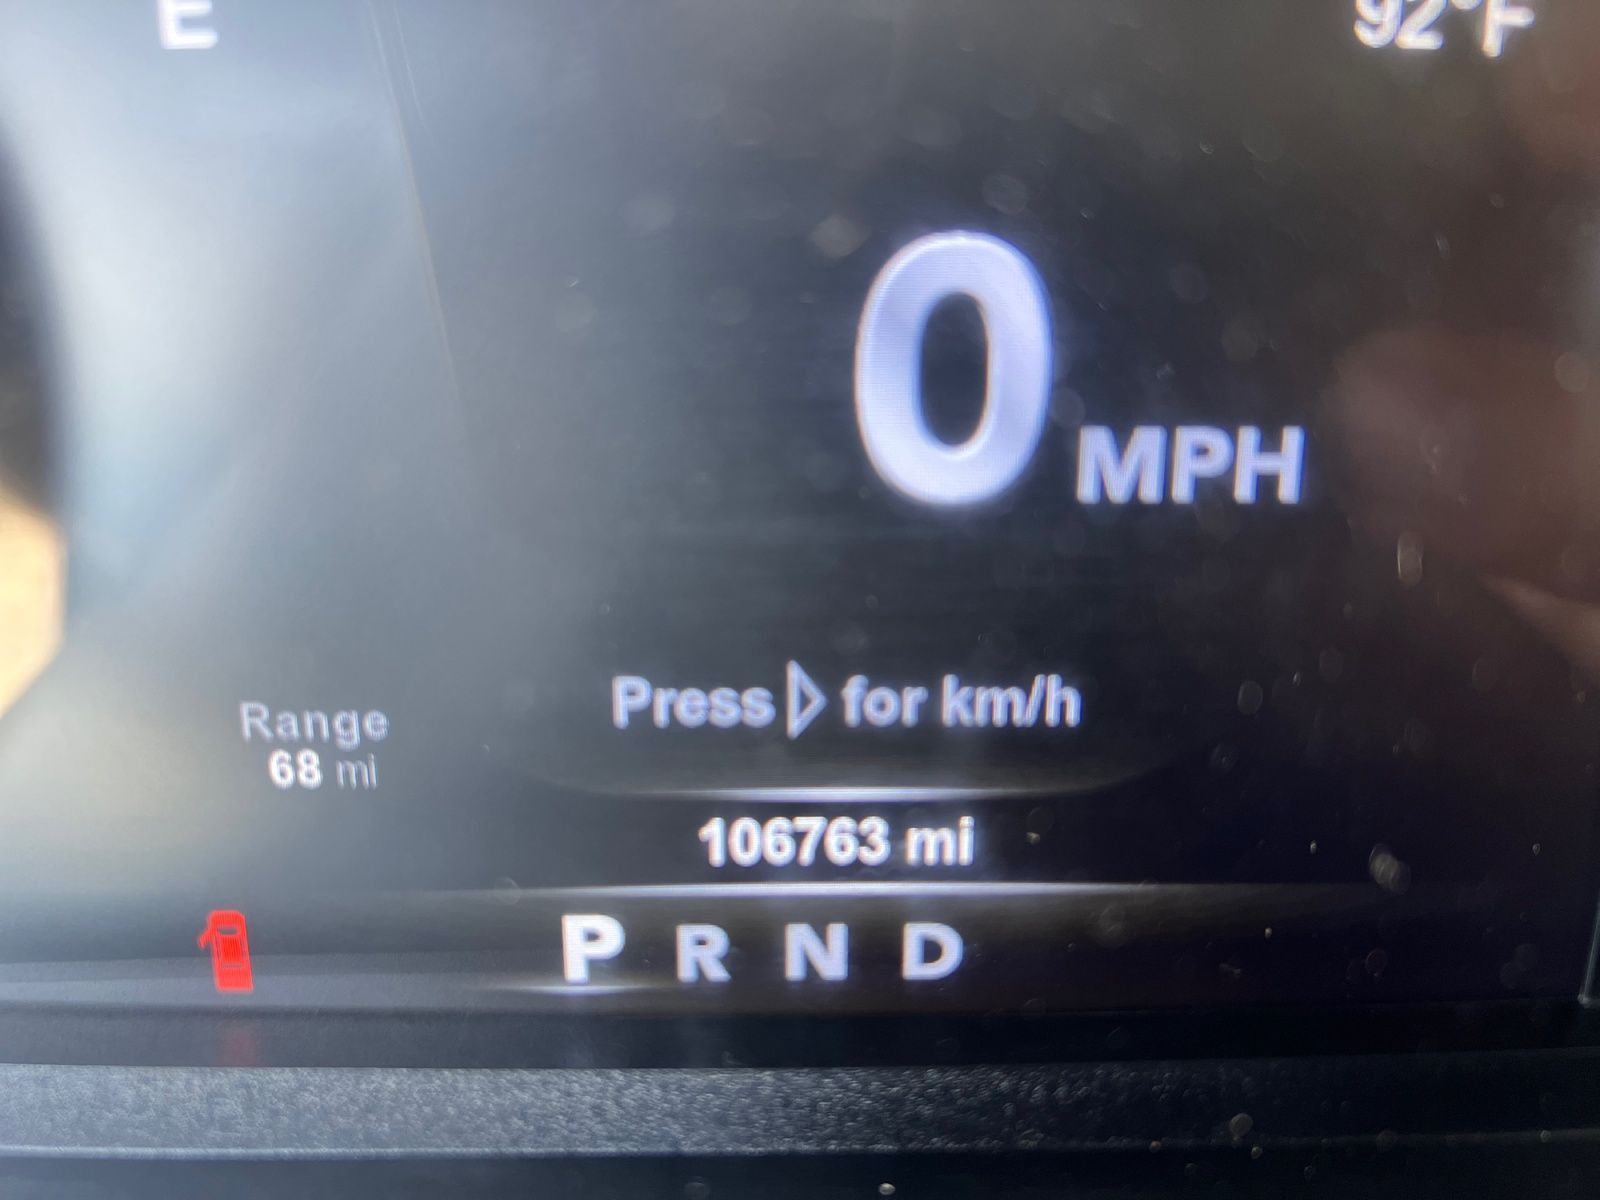 E
92°F
0 MPH
Press ▷ for km/h
Range
68 mi
106763 mi
P R N D